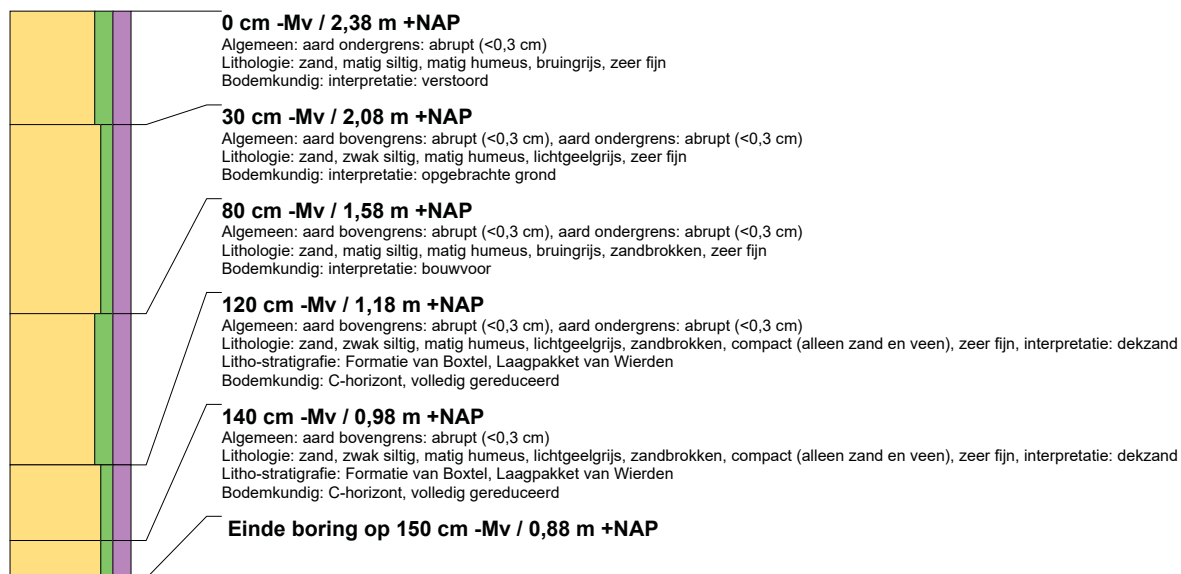 0 cm -Mv / 2,38 m +NAP
Algemeen: aard ondergrens: abrupt (<0,3 cm)
Lithologie: zand, matig siltig, matig humeus, bruingrijs, zeer fijn
Bodemkundig: interpretatie: verstoord
30 cm -Mv / 2,08 m +NAP
Algemeen: aard bovengrens: abrupt (<0,3 cm), aard ondergrens: abrupt (<0,3 cm)
Lithologie: zand, zwak siltig, matig humeus, lichtgeelgrijs, zeer fijn
Bodemkundig: interpretatie: opgebrachte grond
80 cm -Mv / 1,58 m +NAP
Algemeen: aard bovengrens: abrupt (<0,3 cm), aard ondergrens: abrupt (<0,3 cm)
Lithologie: zand, matig siltig, matig humeus, bruingrijs, zandbrokken, zeer fijn
Bodemkundig: interpretatie: bouwvoor
120 cm -Mv / 1,18 m +NAP
Algemeen: aard bovengrens: abrupt (<0,3 cm), aard ondergrens: abrupt (<0,3 cm)
Lithologie: zand, zwak siltig, matig humeus, lichtgeelgrijs, zandbrokken, compact (alleen zand en veen), zeer fijn, interpretatie: dekzand
Litho-stratigrafie: Formatie van Boxtel, Laagpakket van Wierden
Bodemkundig: C-horizont, volledig gereduceerd
140 cm -Mv / 0,98 m +NAP
Algemeen: aard bovengrens: abrupt (<0,3 cm)
Lithologie: zand, zwak siltig, matig humeus, lichtgeelgrijs, zandbrokken, compact (alleen zand en veen), zeer fijn, interpretatie: dekzand
Litho-stratigrafie: Formatie van Boxtel, Laagpakket van Wierden
Bodemkundig: C-horizont, volledig gereduceerd
Einde boring op 150 cm -Mv / 0,88 m +NAP